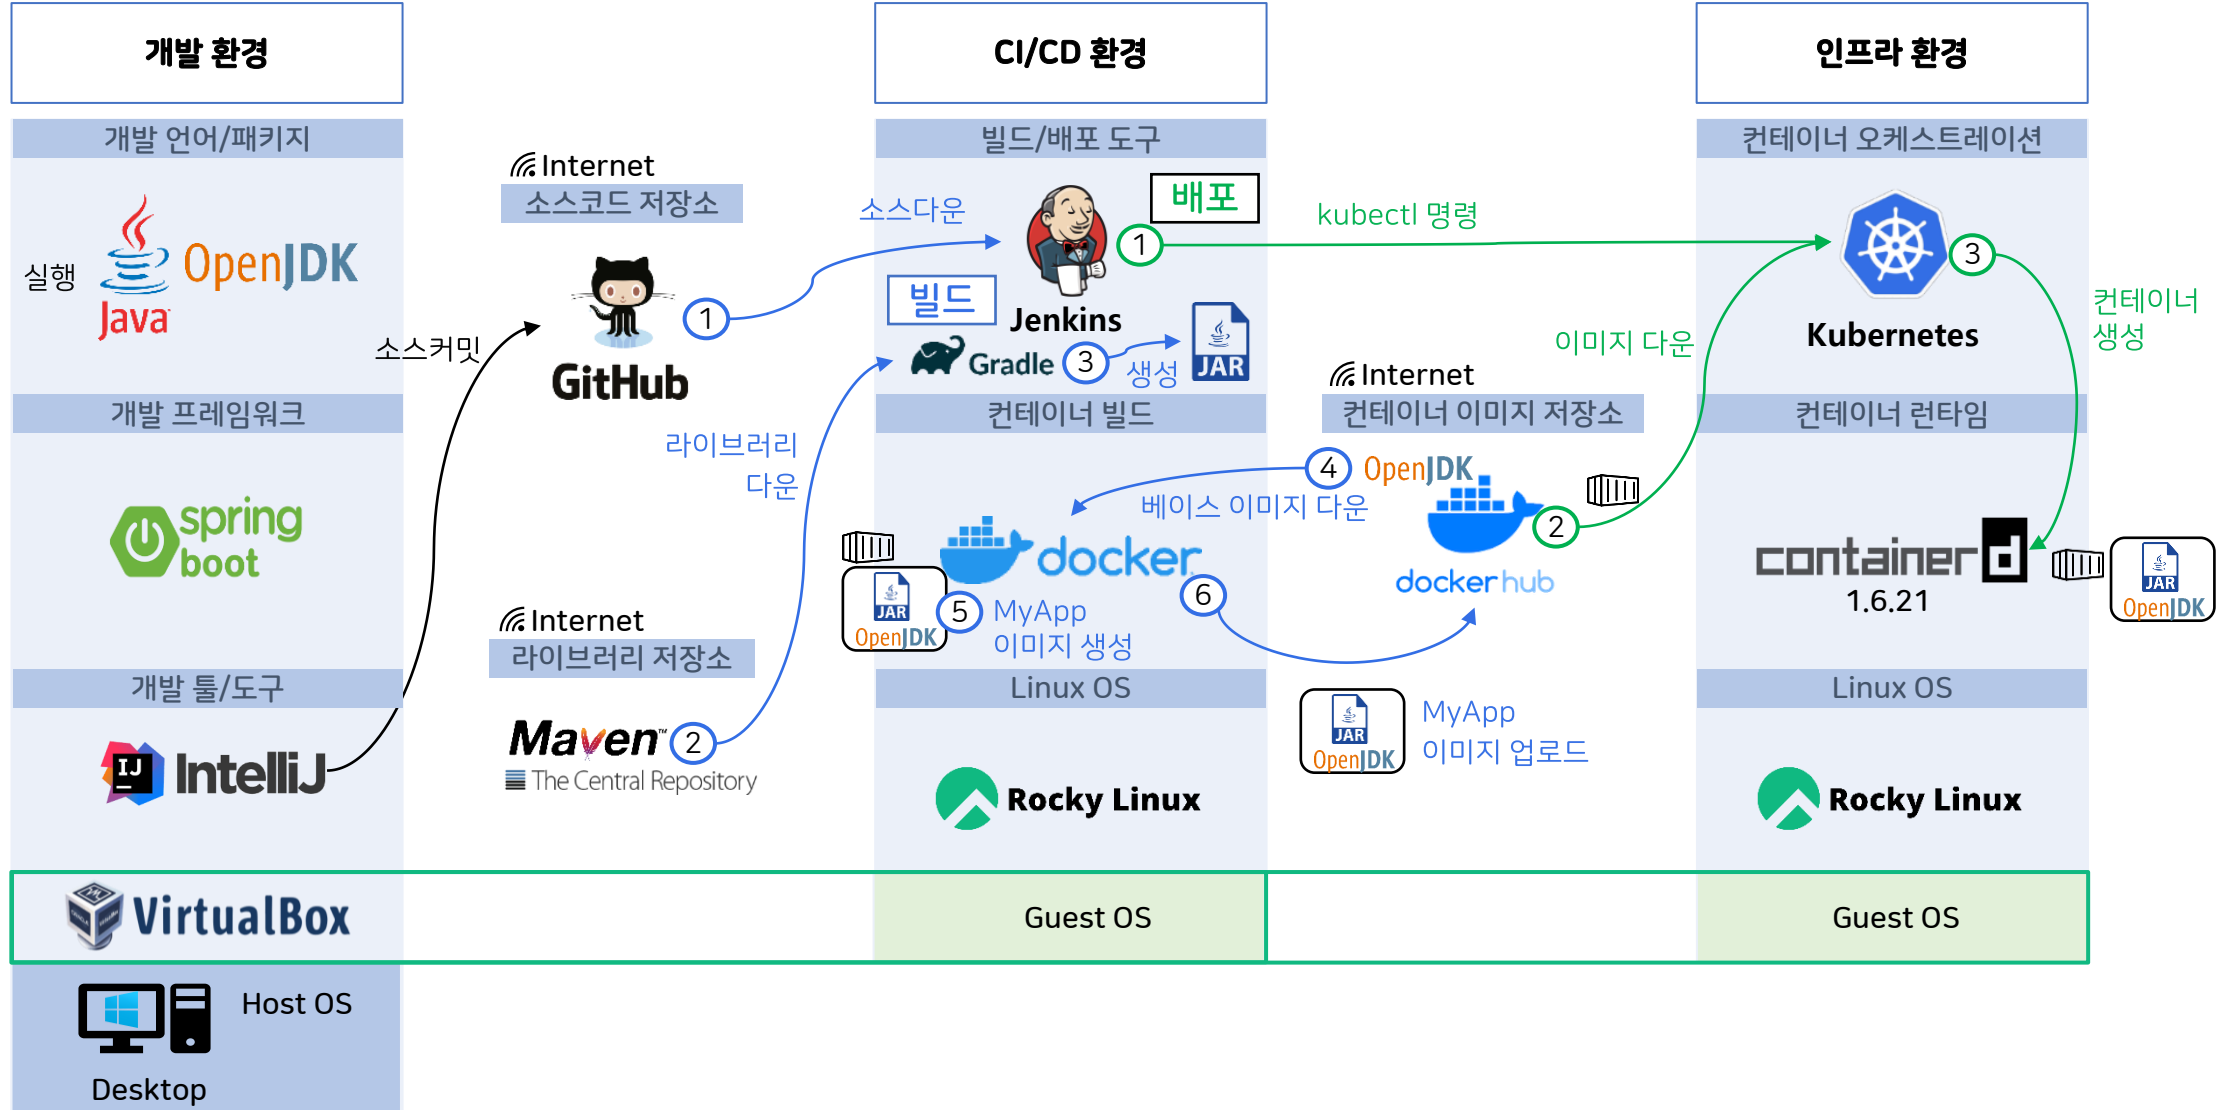 개발 환경
개발 언어/패키지
실행
Java
OpenJDK
개발 프레임워크
spring
boot
개발 툴/도구
IJ
IntelliJ
VirtualBox
Host OS
Desktop
소스커밋
Internet
소스코드 저장소
GitHub
1
소스다운
라이브러리
다운
Internet
라이브러리 저장소
Maven™
2
The Central Repository
CI/CD 환경
빌드/배포 도구
배포
1
빌드
Jenkins
Gradle
3
생성
JAR
컨테이너 빌드
docker
JAR
OpenJDK
5
MyApp
이미지 생성
6
Linux OS
Rocky Linux
Guest OS
kubectl 명령
이미지 다운
Internet
컨테이너 이미지 저장소
4
OpenJDK
베이스 이미지 다운
2
docker hub
JAR
OpenJDK
MyApp
이미지 업로드
인프라 환경
컨테이너 오케스트레이션
3
Kubernetes
컨테이너
생성
컨테이너 런타임
containerd
1.6.21
JAR
OpenJDK
Linux OS
Rocky Linux
Guest OS